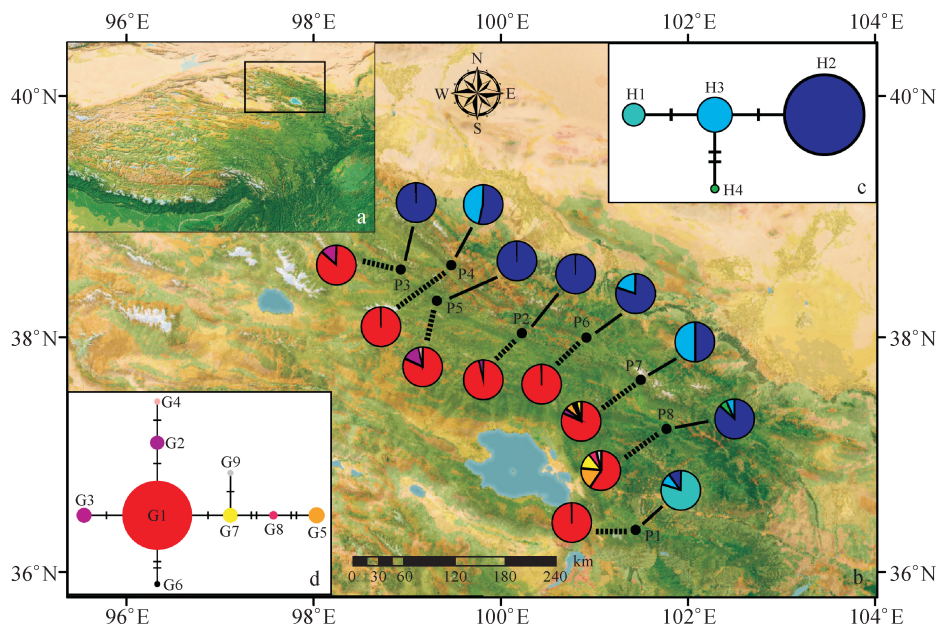 96°E 98°E 100°E 102°E 104°E
40°N 40°N
N
W E
S
a
H1 H3 H2
H4
c
P3 P4
P5
38°N P2 P6 38°N
P7
P8
P1
G4
G2
G9
G3 G1 G7 G8 G5
G6
d
km
0 30 60 120 180 240
b
36°N 36°N
96°E 98°E 100°E 102°E 104°E